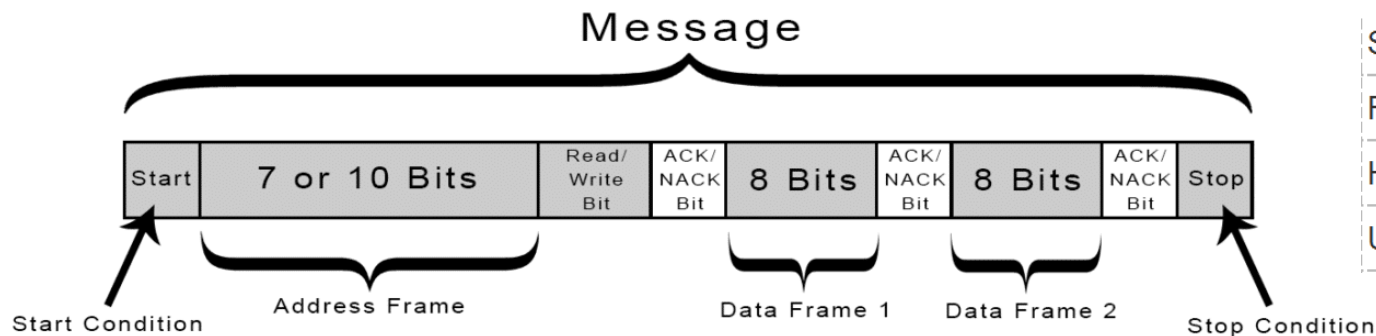 Message
Start
7 or 10 Bits
Read/
Write
Bit
ACK/
NACK
Bit
8 Bits
ACK/
NACK
Bit
8 Bits
ACK/
NACK
Bit
Stop
Start Condition
Address Frame
Data Frame 1
Data Frame 2
Stop Condition